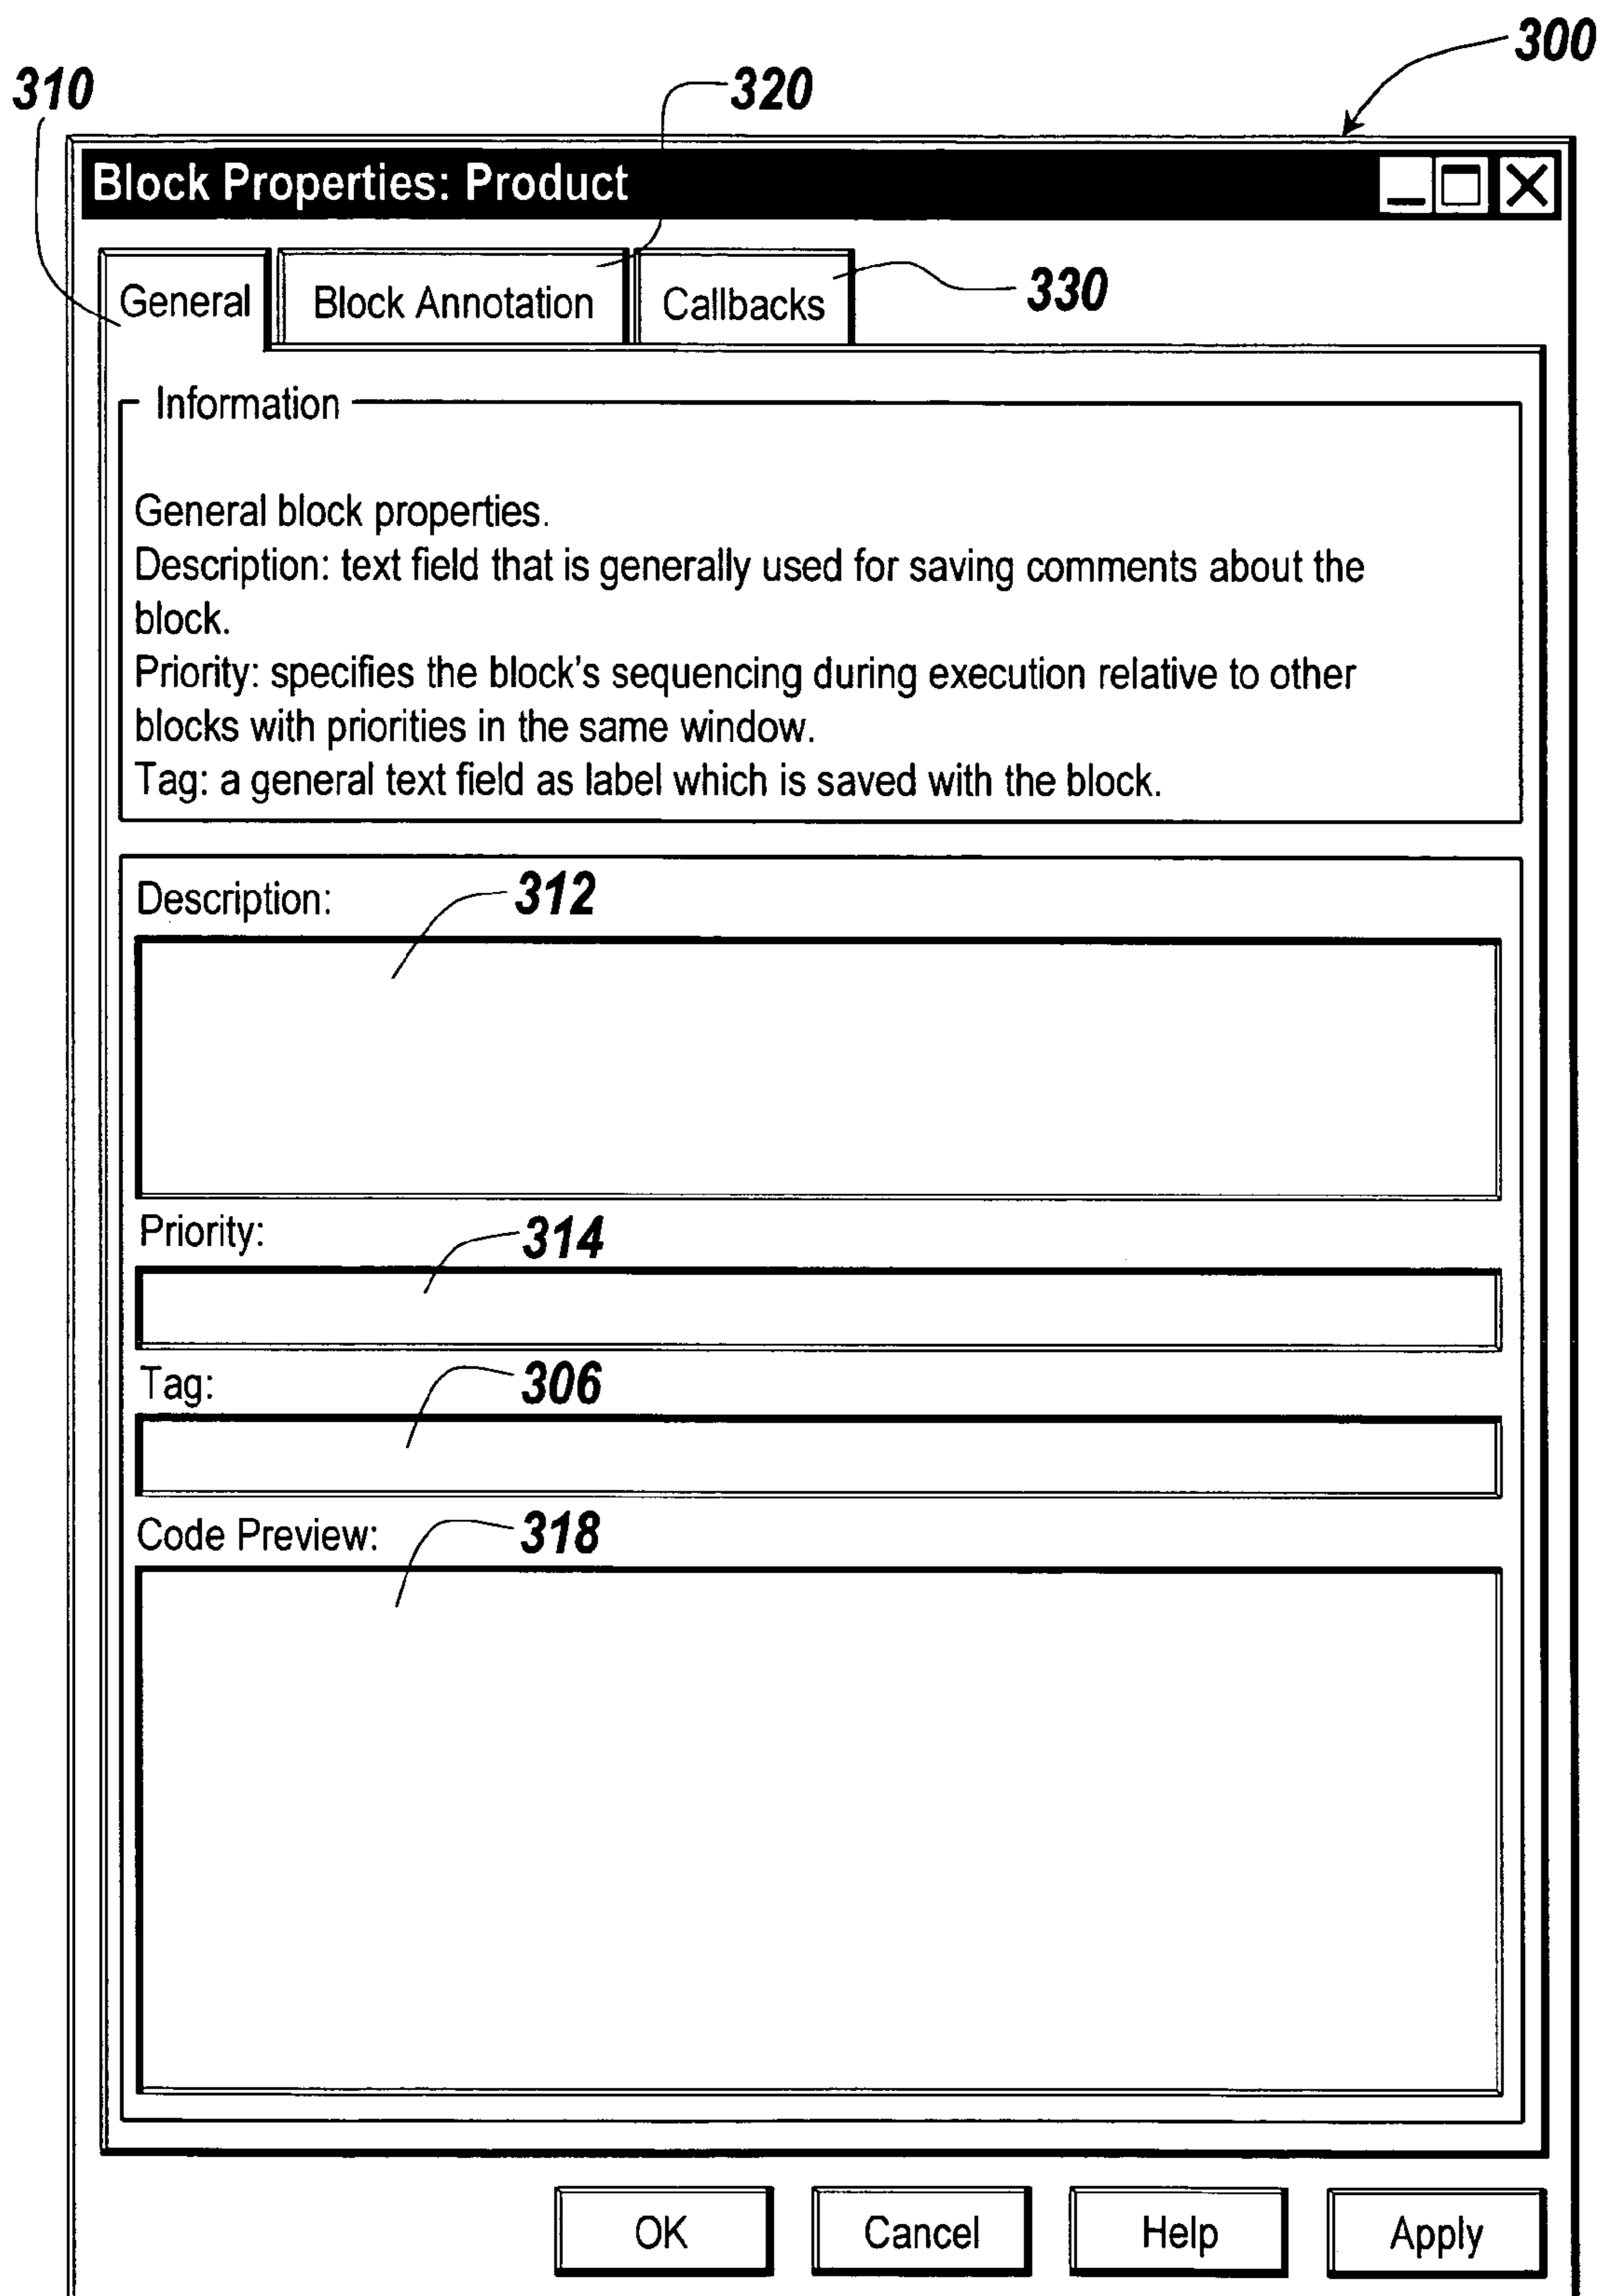 300
310
320
Block Properties: Product
General
Block Annotation
Callbacks
330
Information
General block properties.
Description: text field that is generally used for saving comments about the
block.
Priority: specifies the block's sequencing during execution relative to other
blocks with priorities in the same window.
Tag: a general text field as label which is saved with the block.
Description:
312
Priority:
314
Tag:
306
Code Preview:
318
OK
Cancel
Help
Apply